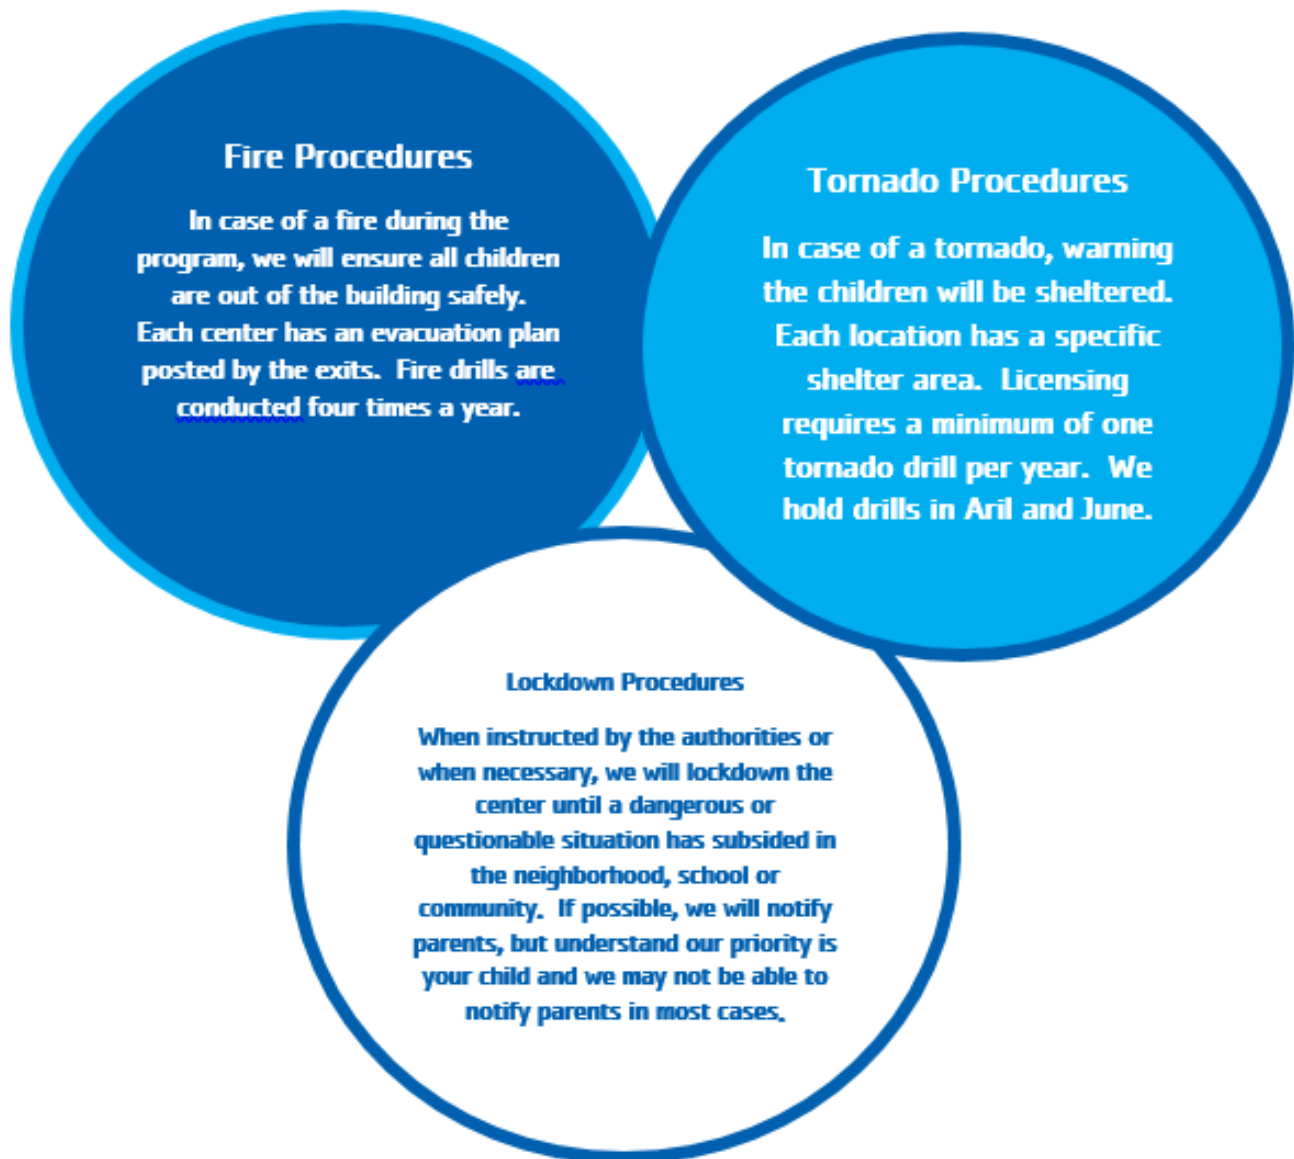 Fire Procedures
In case of a fire during the
program, we will ensure all children
are out of the building safely.
Each center has an evacuation plan
posted by the exits.  Fire drills are
conducted four times a year.
Tornado Procedures
In case of a tornado, warning
the children will be sheltered.
Each location has a specific
shelter area.  Licensing
requires a minimum of one
tornado drill per year.  We
hold drills in Aril and June.
Lockdown Procedures
When instructed by the authorities or
when necessary, we will lockdown the
center until a dangerous or
questionable situation has subsided in
the neighborhood, school or
community.  If possible, we will notify
parents, but understand our priority is
your child and we may not be able to
notify parents in most cases.